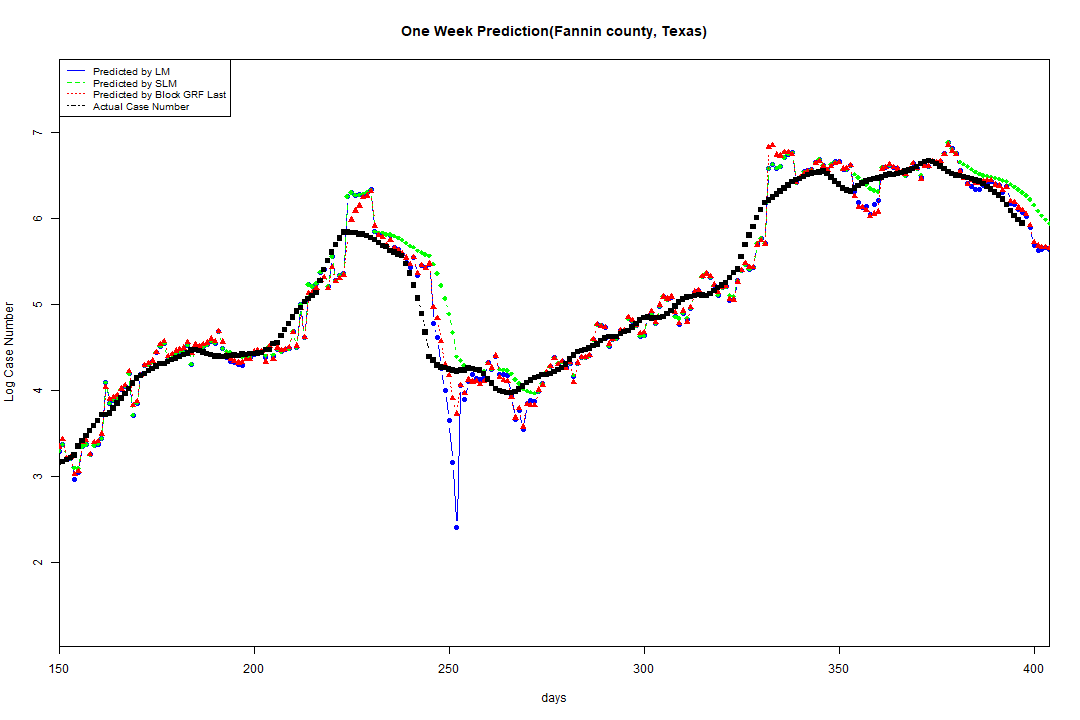 One Week Prediction(Fannin county, Texas)
Predicted by LM
Predicted by SLM
Predicted by Block GRF Last
Actual Case Number
7
6
5
4
3
2
Log Case Number
150 200 250 300 350 400
days